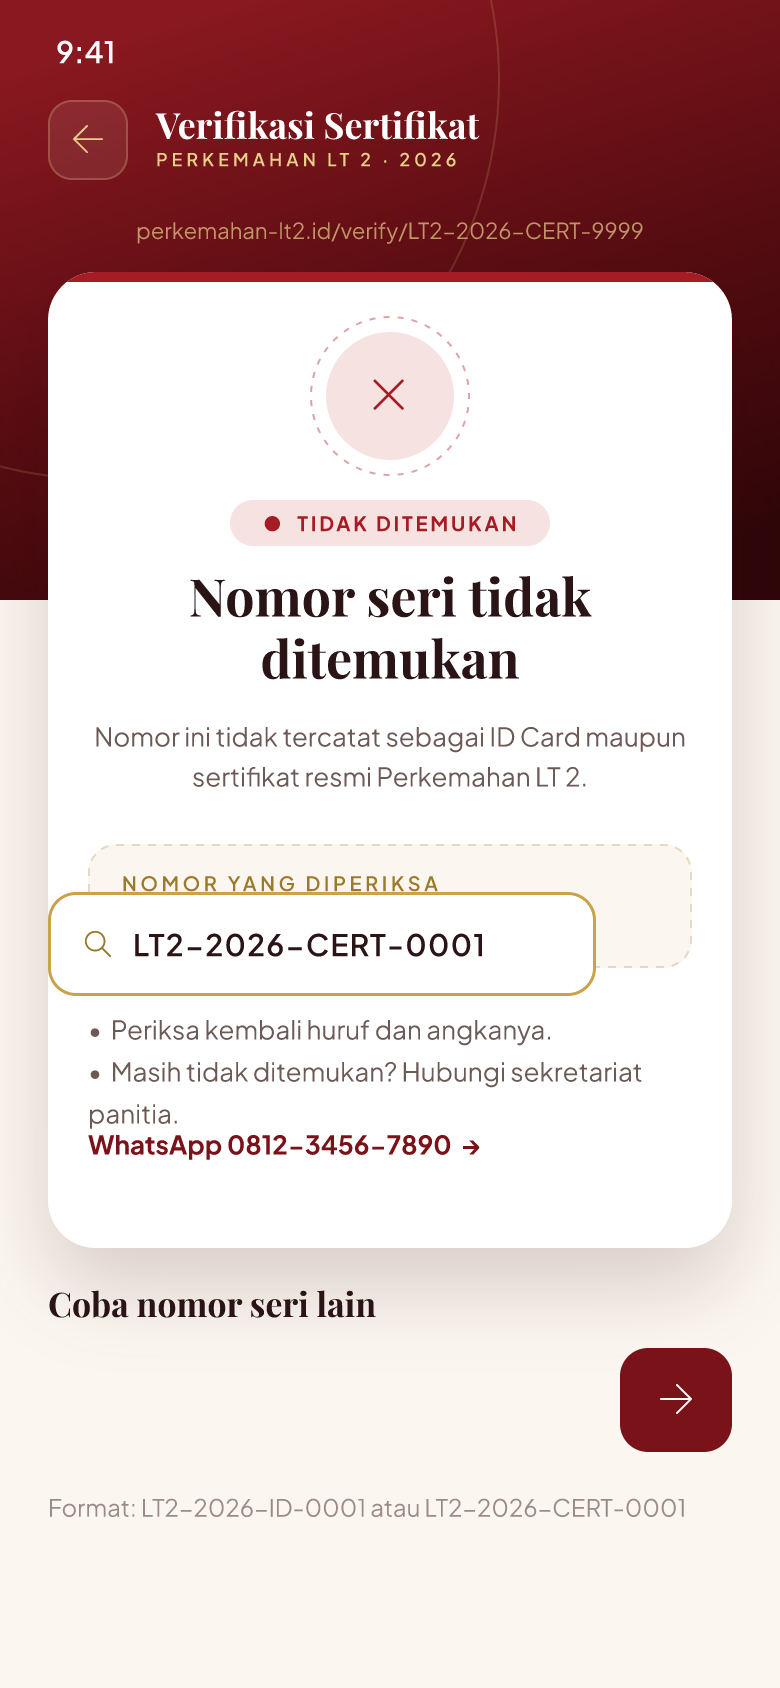 9:41
Verifikasi Sertifikat
PERKEMAHAN LT 2 · 2026
perkemahan-lt2.id/verify/LT2–2026–CERT-9999
TIDAK DITEMUKAN
Nomor seri tidak
ditemukan
Nomor ini tidak tercatat sebagai ID Card maupun
sertifikat resmi Perkemahan LT 2.
NOMOR YANG DIPERIKSA
LT2–2026–CERT-0001
• Periksa kembali huruf dan angkanya.
• Masih tidak ditemukan? Hubungi sekretariat
panitia.
WhatsApp 0812–3456–7890 →
Coba nomor seri lain
Format: LT2–2026–ID-0001 atau LT2–2026–CERT-0001